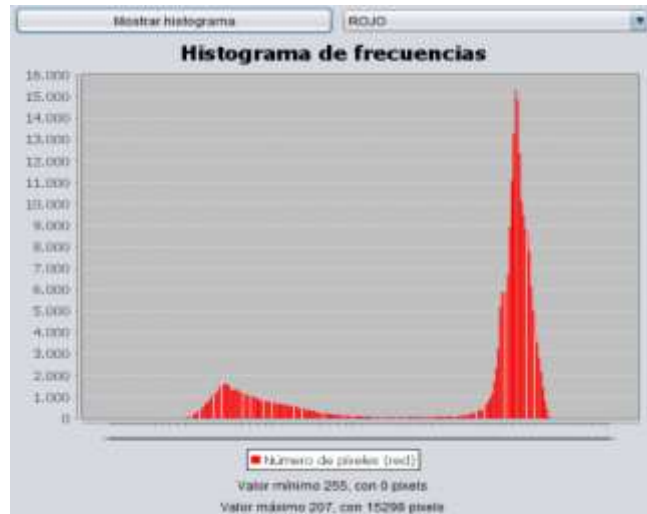 Mostrar histograma
ROJO
Histograma de frecuencias
16.000
15.000
14.000
13.000
12.000
11.000
10.000
9.000
8.000
7.000
6.000
5.000
4.000
3.000
2.000
1.000
0
Número de pixeles (red)
Valor mínimo 255, con 0 pixels
Valor máximo 207, con 15298 pixels